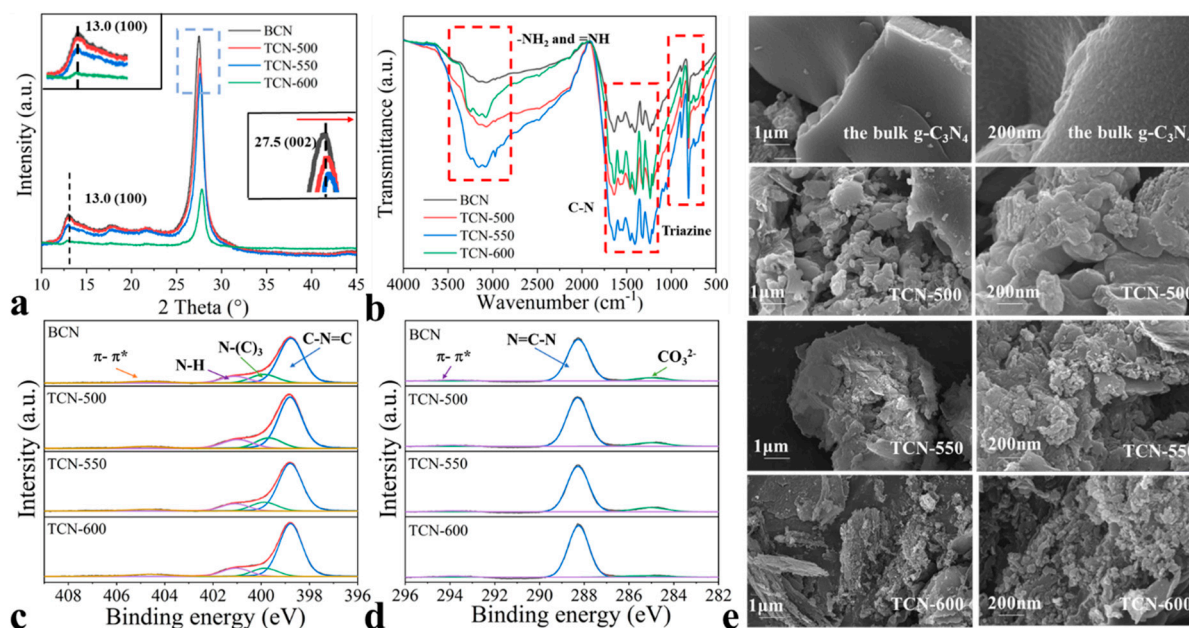 13.0 (100)
BCN
TCN-500
TCN-550
TCN-600
27.5 (002)
13.0 (100)
Intensity (a.u.)
10 15 20 25 30 35 40 45
2 Theta (°)
a
-NH₂ and =NH
BCN
TCN-500
TCN-550
TCN-600
C-N
Triazine
Transmittance (a.u.)
4000 3500 3000 2500 2000 1500 1000 500
Wavenumber (cm⁻¹)
b
BCN
π- π*
N-H
N-(C)₃
C-N=C
TCN-500
TCN-550
TCN-600
Intensity (a.u.)
408 406 404 402 400 398 396
Binding energy (eV)
c
BCN
π- π*
N=C-N
CO₃²⁻
TCN-500
TCN-550
TCN-600
Intensity (a.u.)
296 294 292 290 288 286 284 282
Binding energy (eV)
d
1μm
the bulk g-C₃N₄
200nm
the bulk g-C₃N₄
1μm
TCN-500
200nm
TCN-500
1μm
TCN-550
200nm
TCN-550
1μm
TCN-600
200nm
TCN-600
e